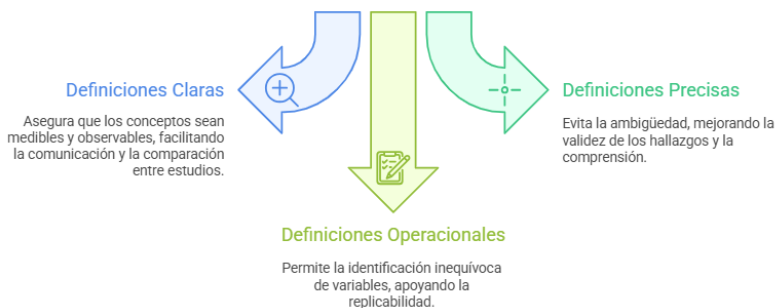 Definiciones Claras
Asegura que los conceptos sean
medibles y observables, facilitando
la comunicación y la comparación
entre estudios.
Definiciones Precisas
Evita la ambigüedad, mejorando la
validez de los hallazgos y la
comprensión.
Definiciones Operacionales
Permite la identificación inequívoca
de variables, apoyando la
replicabilidad.